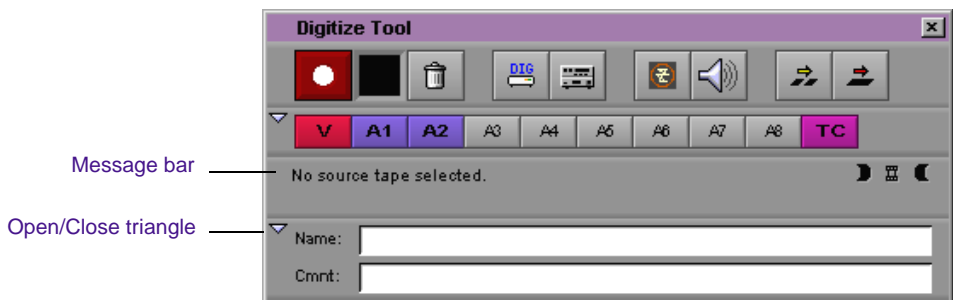 Digitize Tool
DIG
V A1 A2 A3 A4 A5 A6 A7 A8 TC
Message bar
No source tape selected.
Open/Close triangle
Name:
Cmnt: